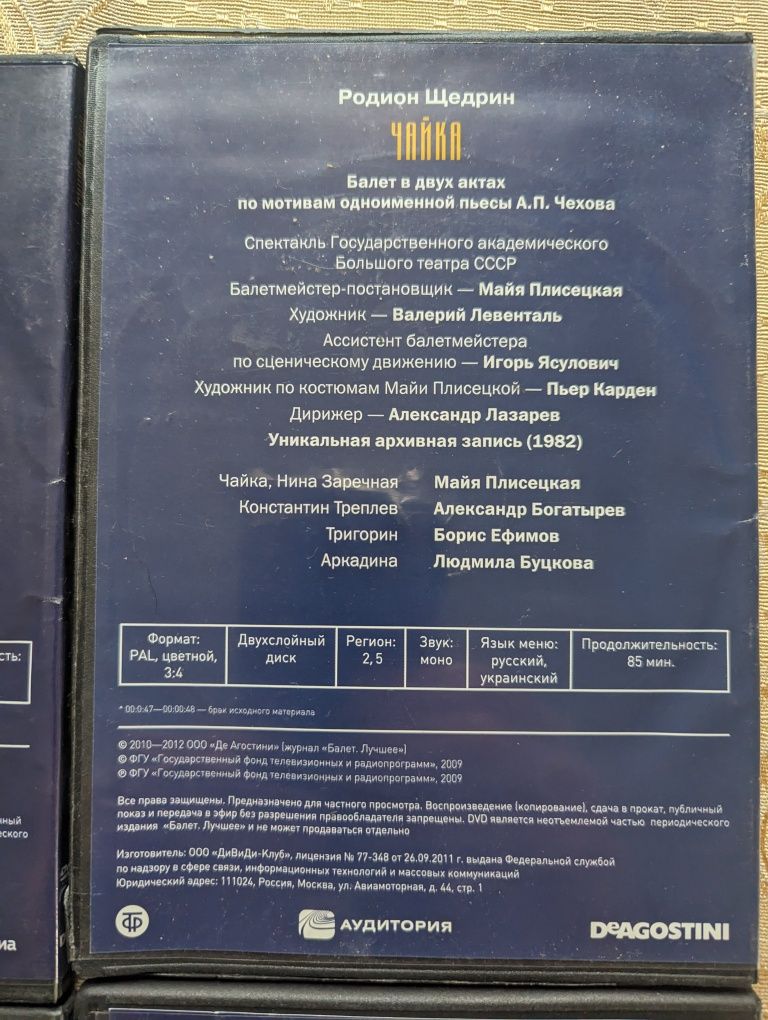 Родион Щедрин
ЧАЙКА
Балет в двух актах
по мотивам одноименной пьесы А.П. Чехова
Спектакль Государственного академического
Большого театра СССР
Балетмейстер-постановщик — Майя Плисецкая
Художник — Валерий Левенталь
Ассистент балетмейстера
по сценическому движению — Игорь Ясулович
Художник по костюмам Майи Плисецкой — Пьер Карден
Дирижер — Александр Лазарев
Уникальная архивная запись (1982)
Чайка, Нина Заречная Майя Плисецкая
Константин Треплев Александр Богатырев
Тригорин Борис Ефимов
Аркадина Людмила Буцкова
Формат:
PAL, цветной,
3:4
Двухслойный
диск
Регион:
2, 5
Звук:
моно
Язык меню:
русский,
украинский
Продолжительность:
85 мин.
* 00:0:47—00:00:48 — брак исходного материала
© 2010—2012 ООО «Де Агостини» (журнал «Балет. Лучшее»)
© ФГУ «Государственный фонд телевизионных и радиопрограмм», 2009
℗ ФГУ «Государственный фонд телевизионных и радиопрограмм», 2009
Все права защищены. Предназначено для частного просмотра. Воспроизведение (копирование), сдача в прокат, публичный
показ и передача в эфир без разрешения правообладателя запрещены. DVD является неотъемлемой частью периодического
издания «Балет. Лучшее» и не может продаваться отдельно
Изготовитель: ООО «ДиВиДи-Клуб», лицензия № 77-348 от 26.09.2011 г. выдана Федеральной службой
по надзору в сфере связи, информационных технологий и массовых коммуникаций
Юридический адрес: 111024, Россия, Москва, ул. Авиамоторная, д. 44, стр. 1
АУДИТОРИЯ
DEAGOSTINI